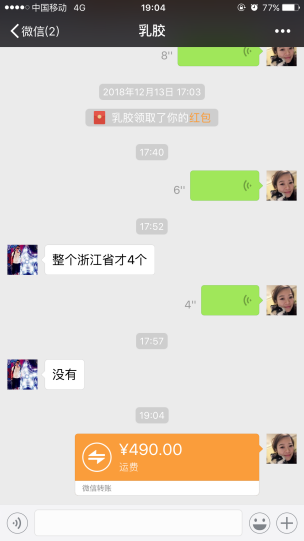 中国移动 4G 19:04 77%
微信(2) 乳胶
8"
2018年12月13日 17:03
乳胶领取了你的红包
17:40
6"
17:52
整个浙江省才4个
4"
17:57
没有
19:04
¥490.00
运费
微信转账